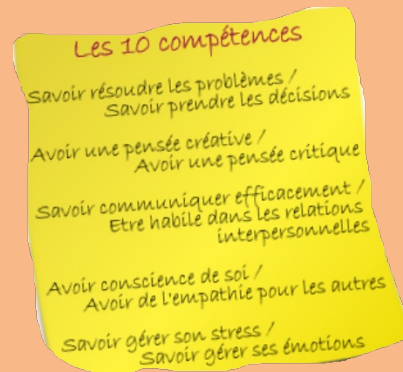 Les 10 compétences
Savoir résoudre les problèmes /
Savoir prendre les décisions
Avoir une pensée créative /
Avoir une pensée critique
Savoir communiquer efficacement /
Etre habile dans les relations
interpersonnelles
Avoir conscience de soi /
Avoir de l'empathie pour les autres
Savoir gérer son stress /
Savoir gérer ses émotions